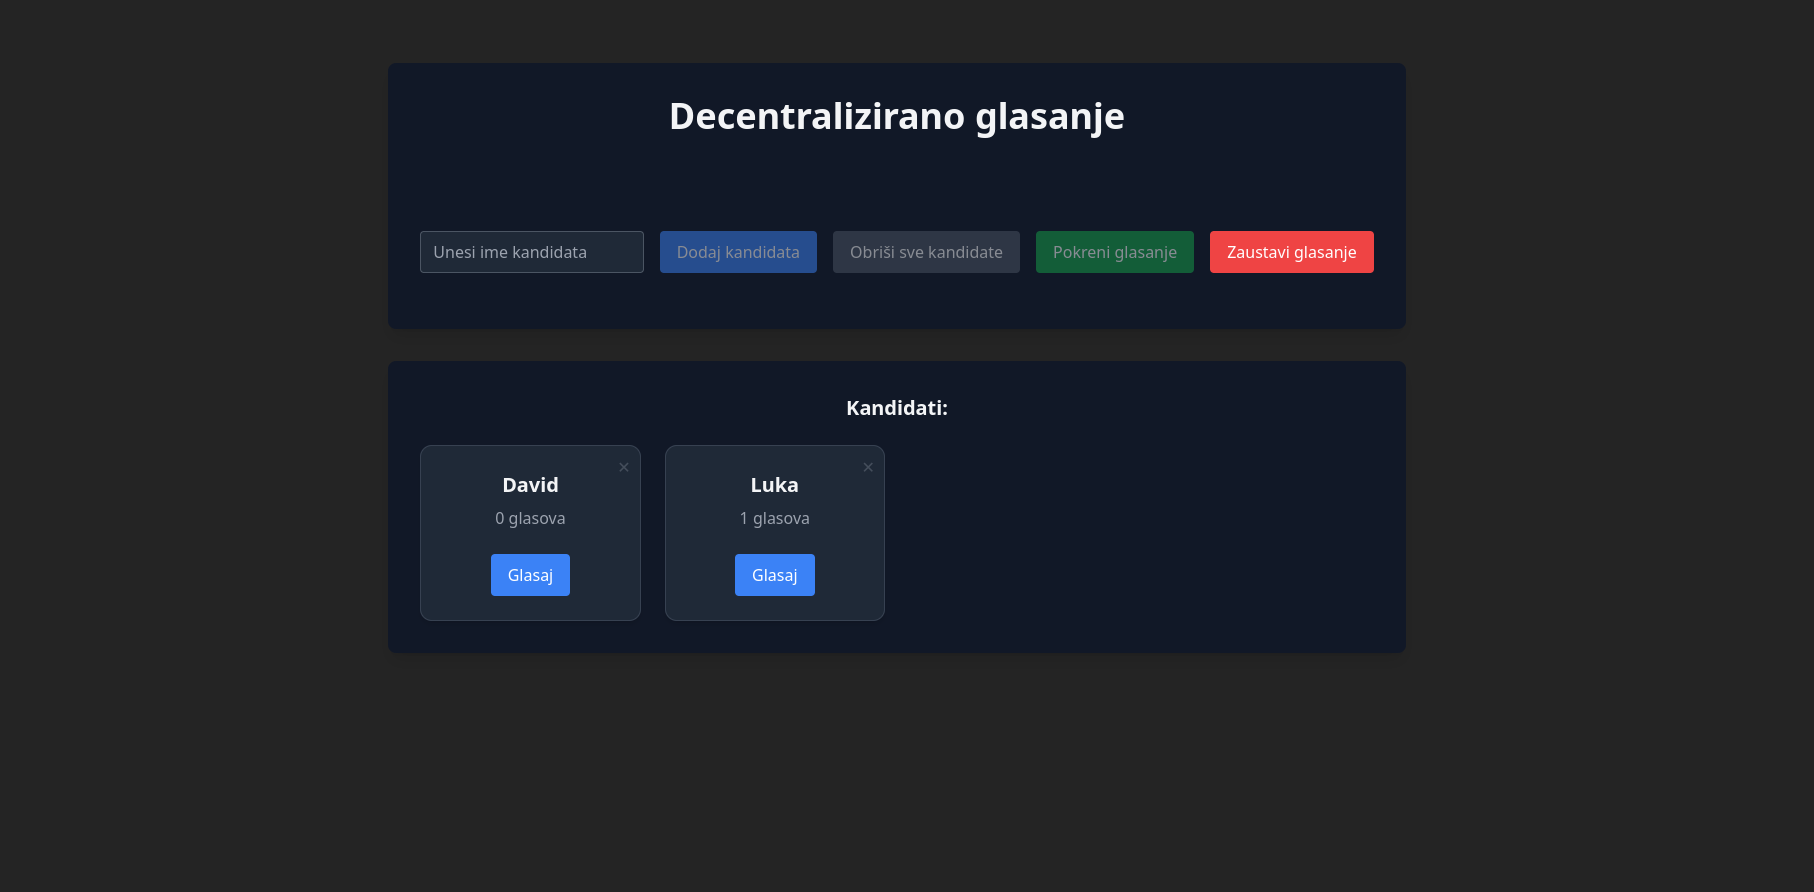 Decentralizirano glasanje
Unesi ime kandidata Dodaj kandidata Obriši sve kandidate Pokreni glasanje Zaustavi glasanje
Kandidati:
×
David
0 glasova
Glasaj
×
Luka
1 glasova
Glasaj